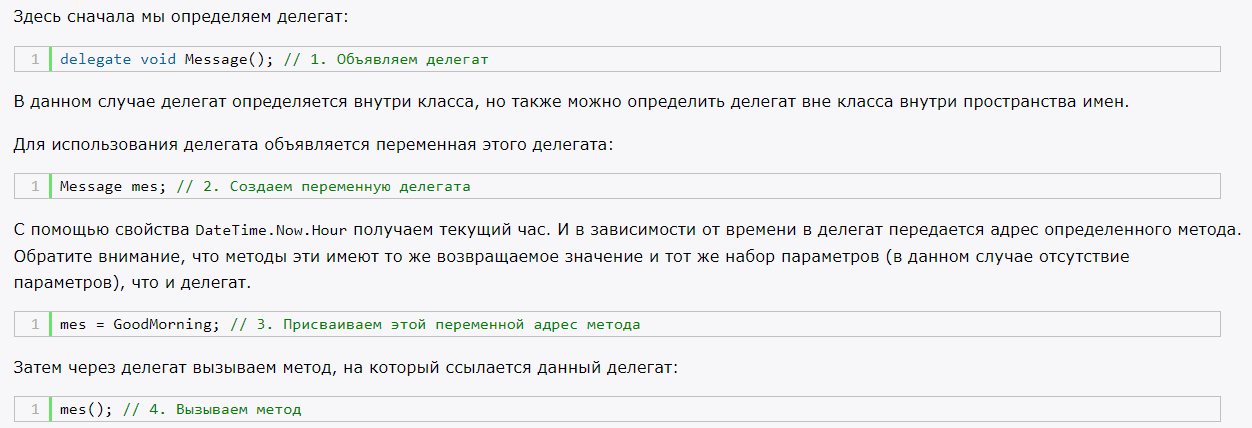 Здесь сначала мы определяем делегат:
1 delegate void Message(); // 1. Объявляем делегат
В данном случае делегат определяется внутри класса, но также можно определить делегат вне класса внутри пространства имен.
Для использования делегата объявляется переменная этого делегата:
1 Message mes; // 2. Создаем переменную делегата
С помощью свойства DateTime.Now.Hour получаем текущий час. И в зависимости от времени в делегат передается адрес определенного метода.
Обратите внимание, что методы эти имеют то же возвращаемое значение и тот же набор параметров (в данном случае отсутствие
параметров), что и делегат.
1 mes = GoodMorning; // 3. Присваиваем этой переменной адрес метода
Затем через делегат вызываем метод, на который ссылается данный делегат:
1 mes(); // 4. Вызываем метод